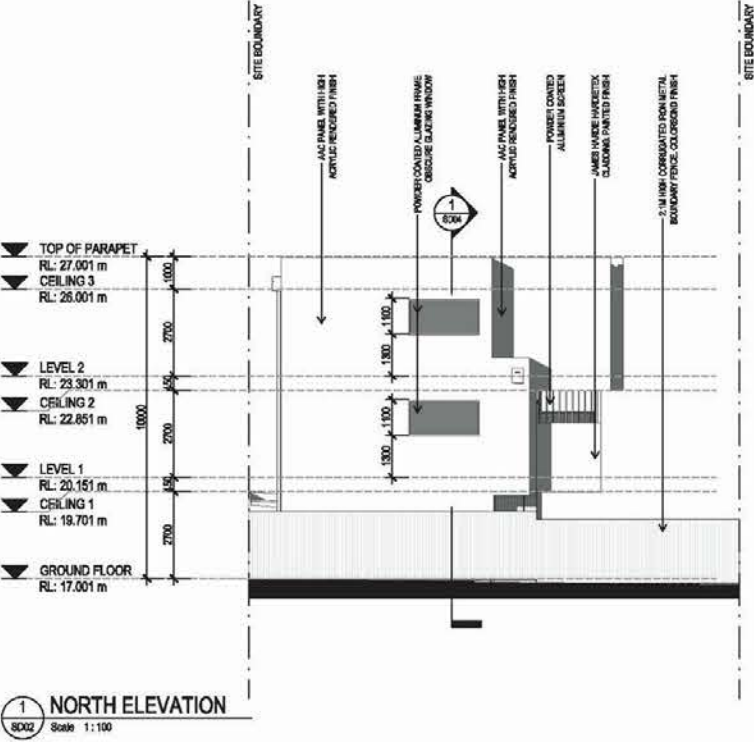 SITE BOUNDARY
SITE BOUNDARY
AAC PANEL WITH HIGH
ACRYLIC RENDERED FINISH
POWDER COATED ALUMINIUM FRAME
OBSCURE GLAZING WINDOW
AAC PANEL WITH HIGH
ACRYLIC RENDERED FINISH
POWDER COATED
ALUMINIUM SCREEN
JAMES HARDIE HARDIETEX
CLADDING, PAINTED FINISH
2.1M HIGH CORRUGATED IRON METAL
BOUNDARY FENCE, COLORBOND FINISH
1
SD04
TOP OF PARAPET
RL: 27.001 m
CEILING 3
RL: 26.001 m
LEVEL 2
RL: 23.301 m
CEILING 2
RL: 22.851 m
LEVEL 1
RL: 20.151 m
CEILING 1
RL: 19.701 m
GROUND FLOOR
RL: 17.001 m
10000
1000
2700
450
2700
450
2700
1100
1300
1100
1300
1
SD02
NORTH ELEVATION
Scale 1:100